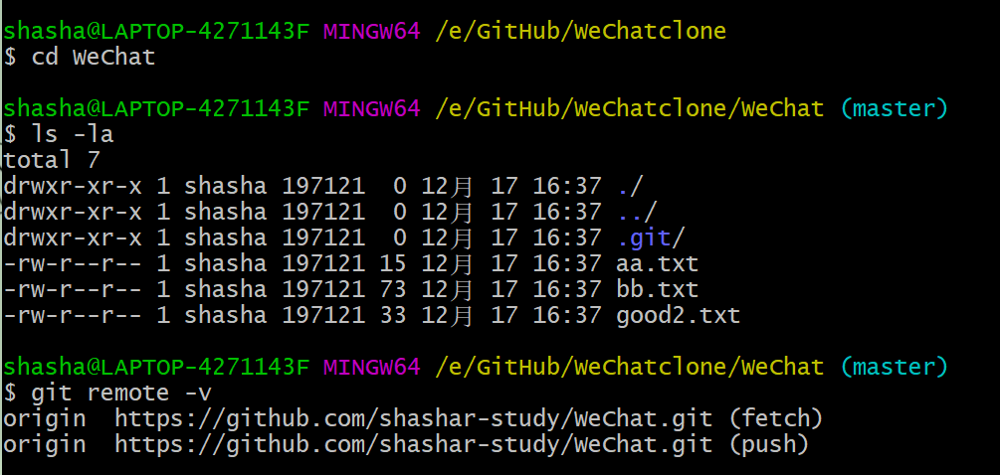 shasha@LAPTOP-4271143F MINGW64 /e/GitHub/WeChatclone
$ cd WeChat
shasha@LAPTOP-4271143F MINGW64 /e/GitHub/WeChatclone/WeChat (master)
$ ls -la
total 7
drwxr-xr-x 1 shasha 197121  0 12月 17 16:37 ./
drwxr-xr-x 1 shasha 197121  0 12月 17 16:37 ../
drwxr-xr-x 1 shasha 197121  0 12月 17 16:37 .git/
-rw-r--r-- 1 shasha 197121 15 12月 17 16:37 aa.txt
-rw-r--r-- 1 shasha 197121 73 12月 17 16:37 bb.txt
-rw-r--r-- 1 shasha 197121 33 12月 17 16:37 good2.txt
shasha@LAPTOP-4271143F MINGW64 /e/GitHub/WeChatclone/WeChat (master)
$ git remote -v
origin  https://github.com/shashar-study/WeChat.git (fetch)
origin  https://github.com/shashar-study/WeChat.git (push)